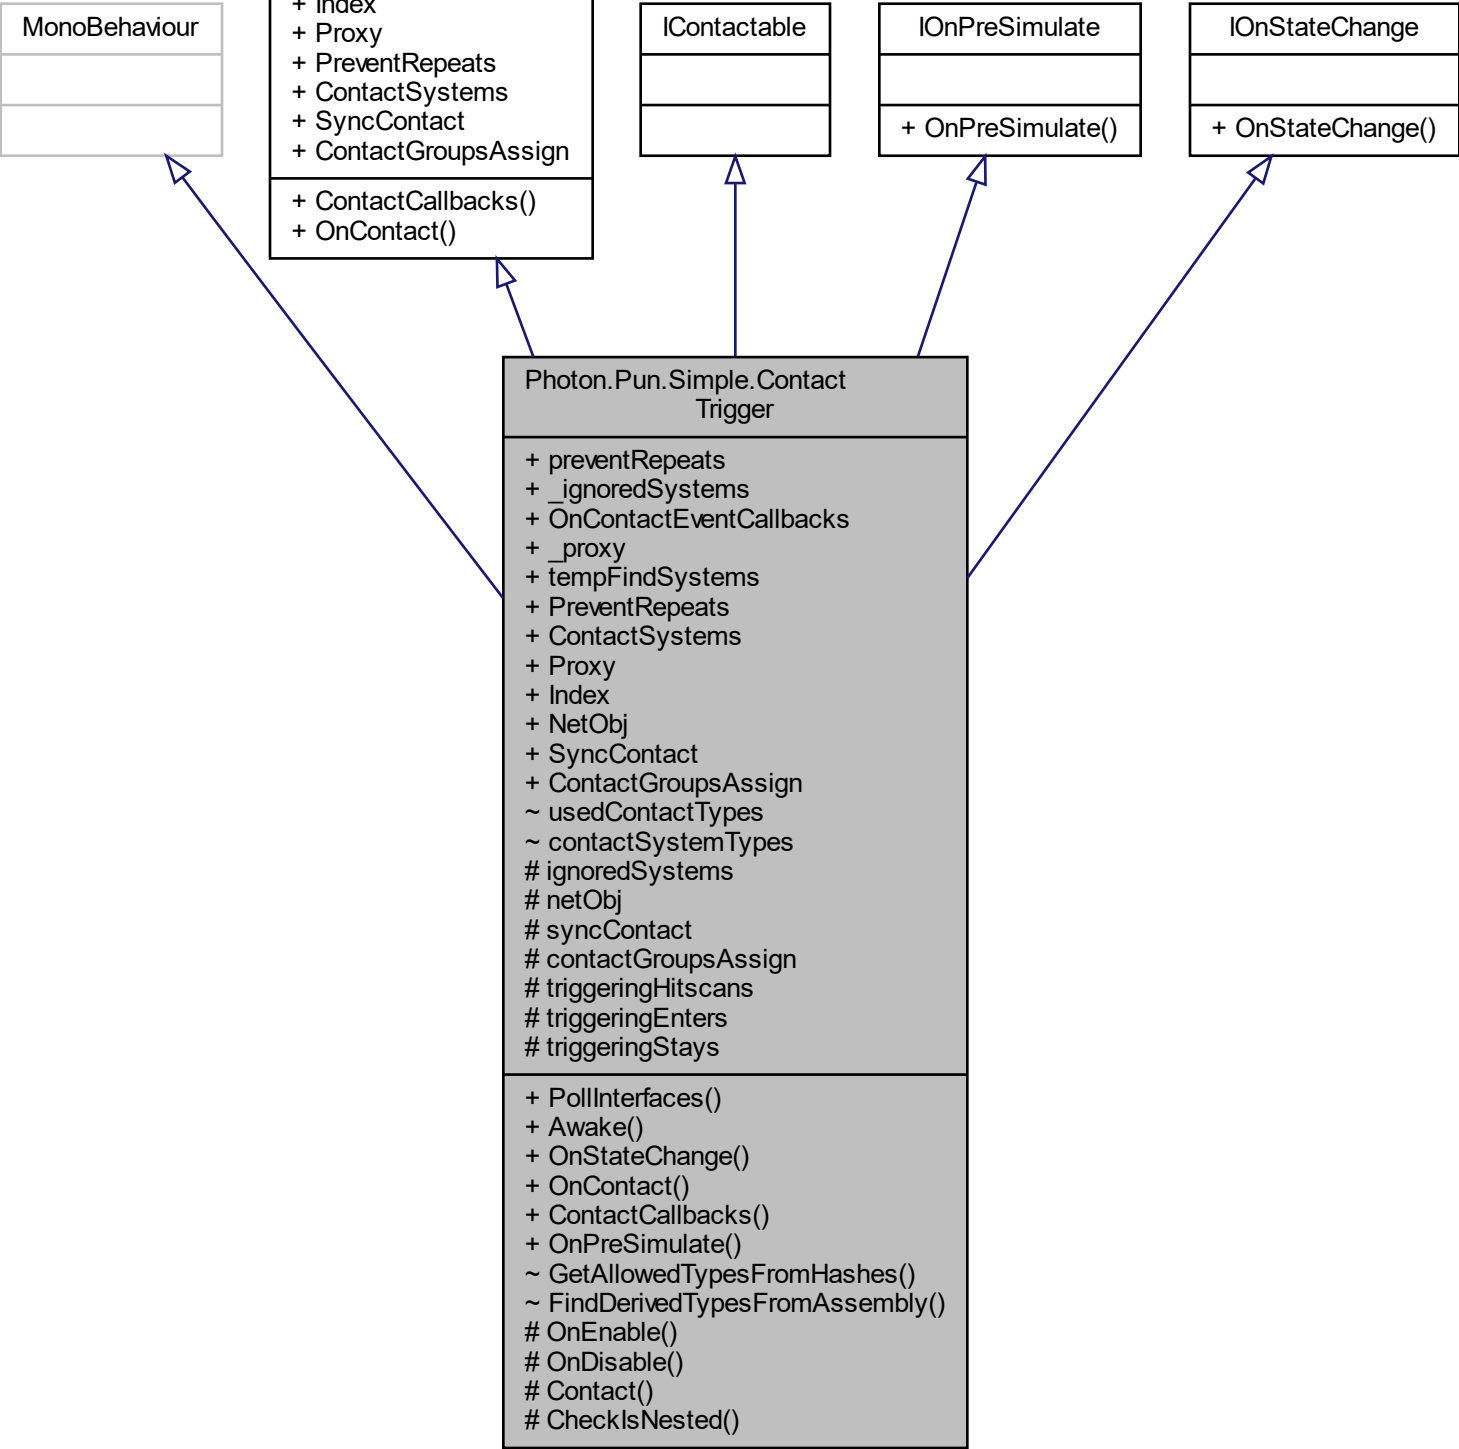 MonoBehaviour
+ Index
+ Proxy
+ PreventRepeats
+ ContactSystems
+ SyncContact
+ ContactGroupsAssign
+ ContactCallbacks()
+ OnContact()
IContactable
IOnPreSimulate
+ OnPreSimulate()
IOnStateChange
+ OnStateChange()
Photon.Pun.Simple.Contact
Trigger
+ preventRepeats
+ _ignoredSystems
+ OnContactEventCallbacks
+ _proxy
+ tempFindSystems
+ PreventRepeats
+ ContactSystems
+ Proxy
+ Index
+ NetObj
+ SyncContact
+ ContactGroupsAssign
~ usedContactTypes
~ contactSystemTypes
# ignoredSystems
# netObj
# syncContact
# contactGroupsAssign
# triggeringHitscans
# triggeringEnters
# triggeringStays
+ PollInterfaces()
+ Awake()
+ OnStateChange()
+ OnContact()
+ ContactCallbacks()
+ OnPreSimulate()
~ GetAllowedTypesFromHashes()
~ FindDerivedTypesFromAssembly()
# OnEnable()
# OnDisable()
# Contact()
# CheckIsNested()